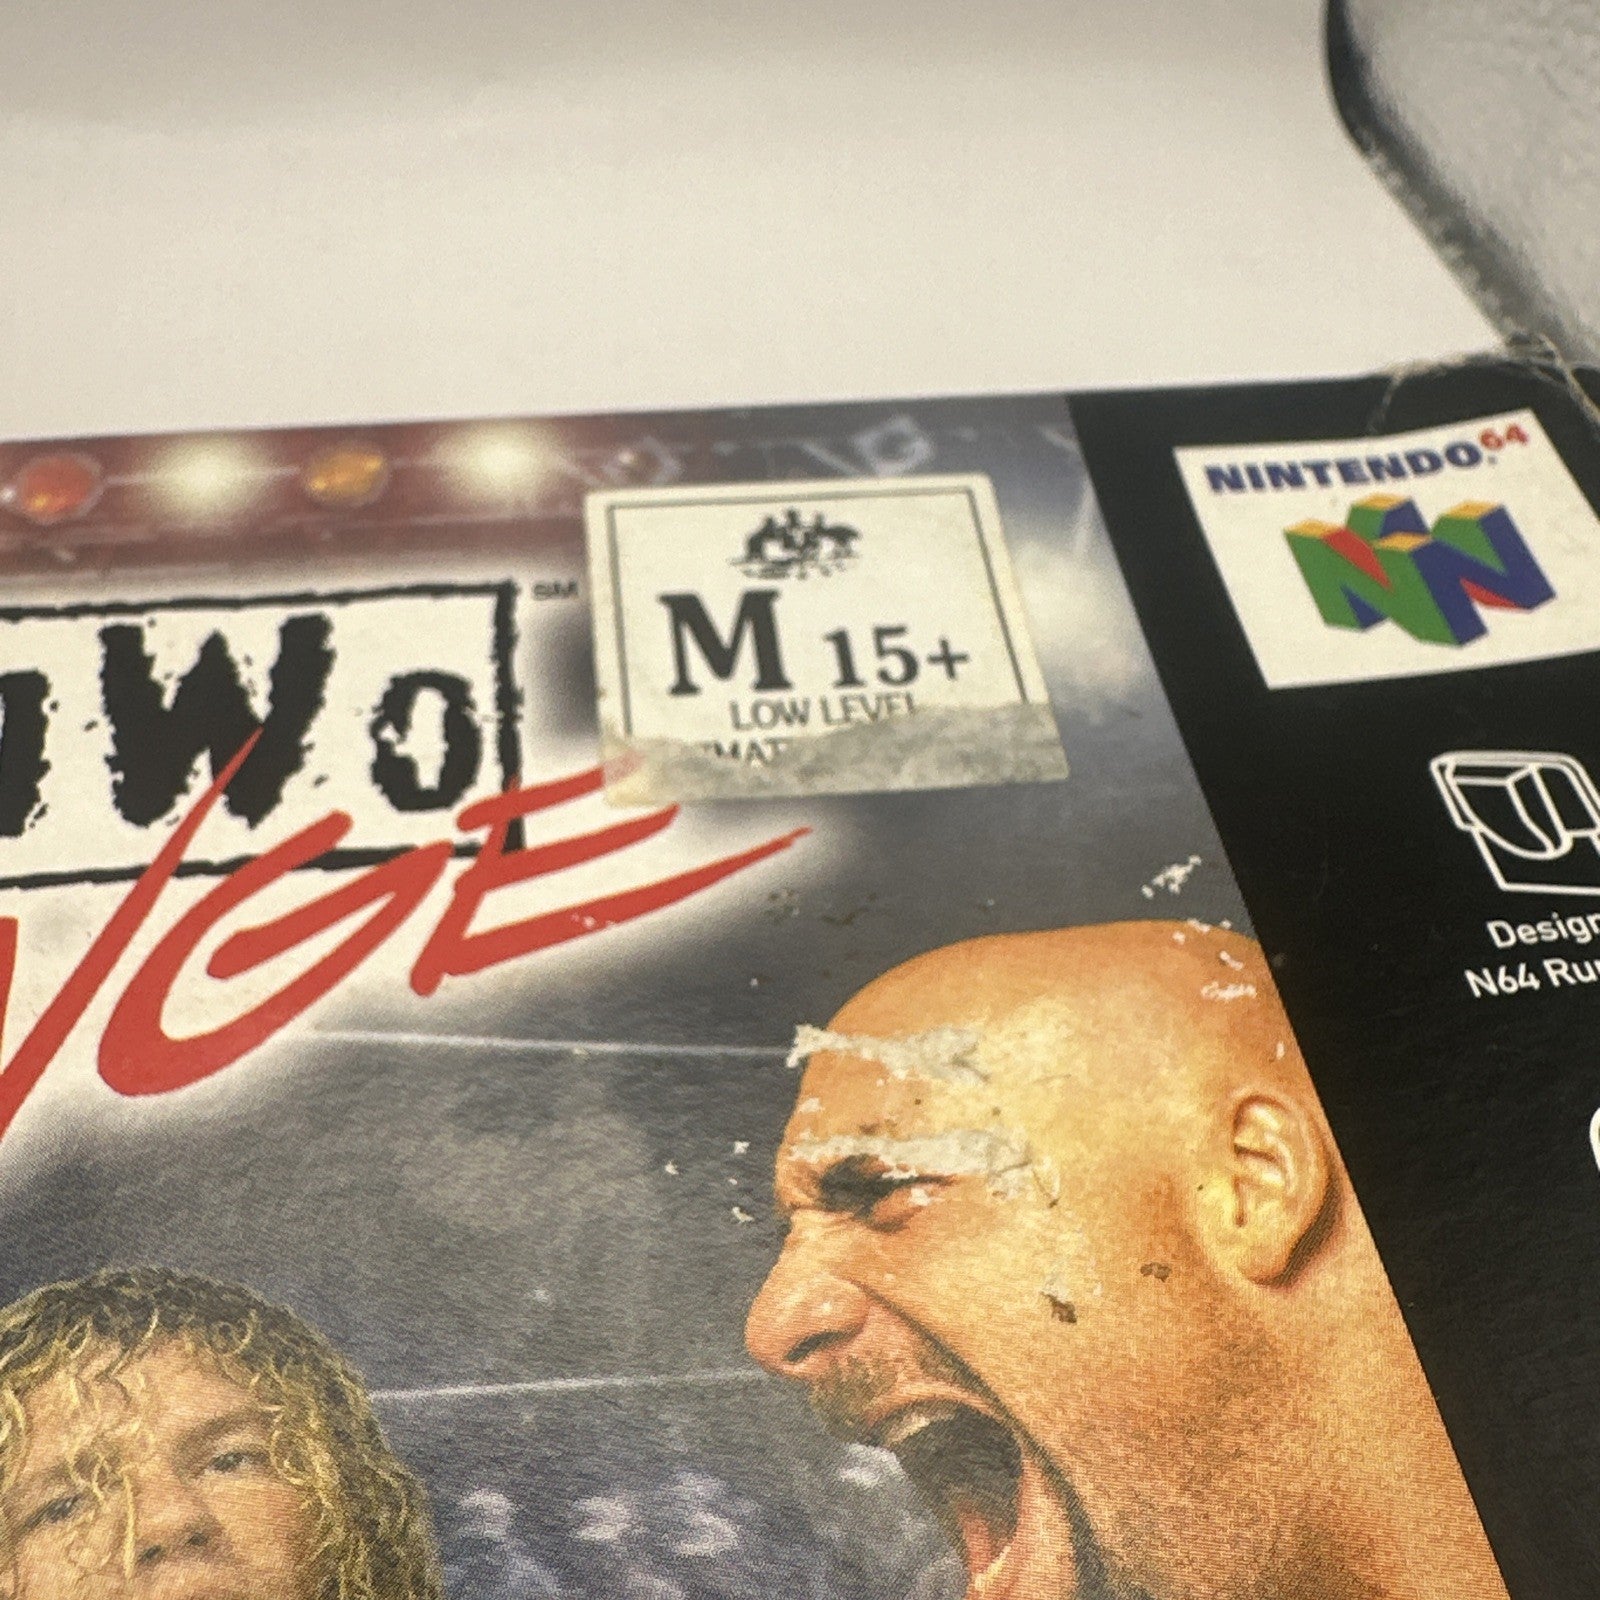 NINTENDO64
M 15+
LOW LEVEL
nWo SM
Design
N64 Ru